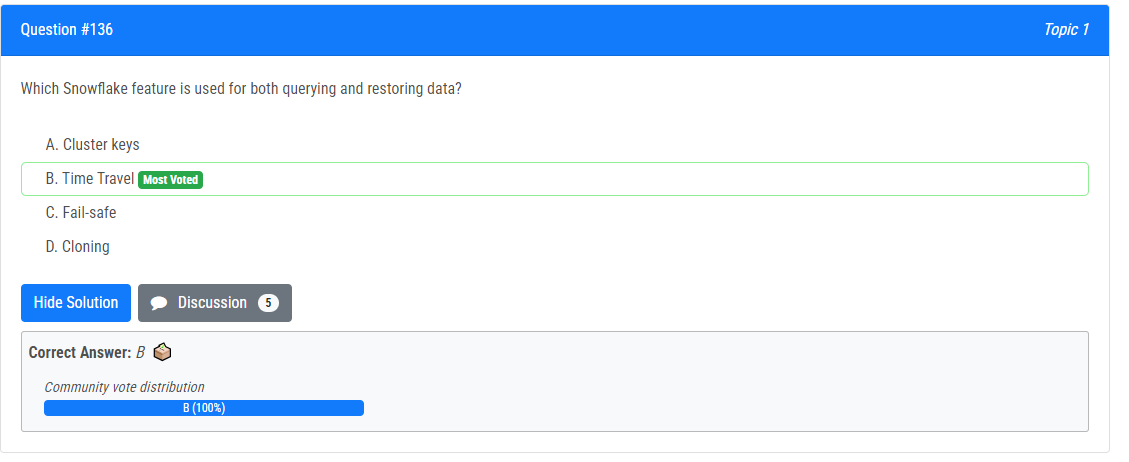 Question #136 Topic 1
Which Snowflake feature is used for both querying and restoring data?
A. Cluster keys
B. Time Travel Most Voted
C. Fail-safe
D. Cloning
Hide Solution Discussion 5
Correct Answer: B
Community vote distribution
B (100%)